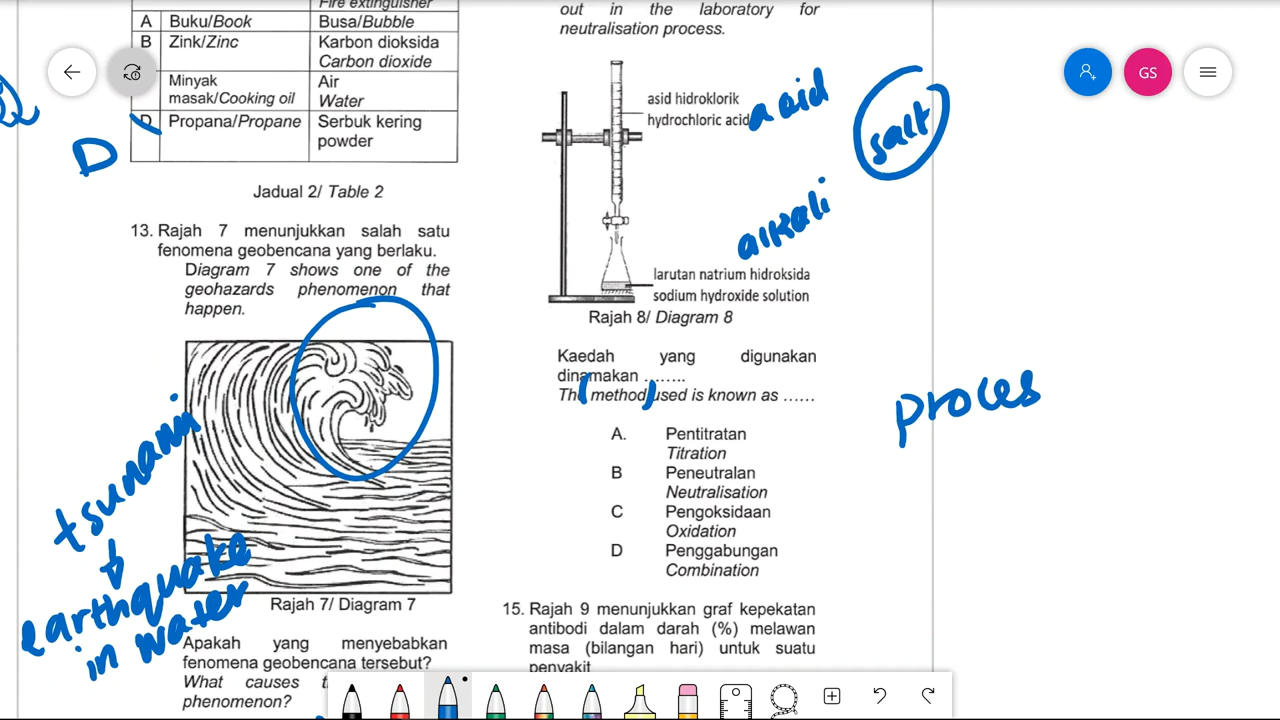 Fire extinguisher
A Buku/Book Busa/Bubble
B Zink/Zinc Karbon dioksida
Carbon dioxide
Minyak Air
masak/Cooking oil Water
D Propana/Propane Serbuk kering
powder
D
Jadual 2/ Table 2
13. Rajah 7 menunjukkan salah satu
fenomena geobencana yang berlaku.
Diagram 7 shows one of the
geohazards phenomenon that
happen.
tsunami
earthquake
in water
Rajah 7/ Diagram 7
Apakah yang menyebabkan
fenomena geobencana tersebut?
What causes t
phenomenon?
out in the laboratory for
neutralisation process.
asid hidroklorik
hydrochloric acid
acid
salt
alkali
larutan natrium hidroksida
sodium hydroxide solution
Rajah 8/ Diagram 8
Kaedah yang digunakan
dinamakan ........
The method used is known as ......
proces
A. Pentitratan
Titration
B Peneutralan
Neutralisation
C Pengoksidaan
Oxidation
D Penggabungan
Combination
15. Rajah 9 menunjukkan graf kepekatan
antibodi dalam darah (%) melawan
masa (bilangan hari) untuk suatu
penyakit
GS